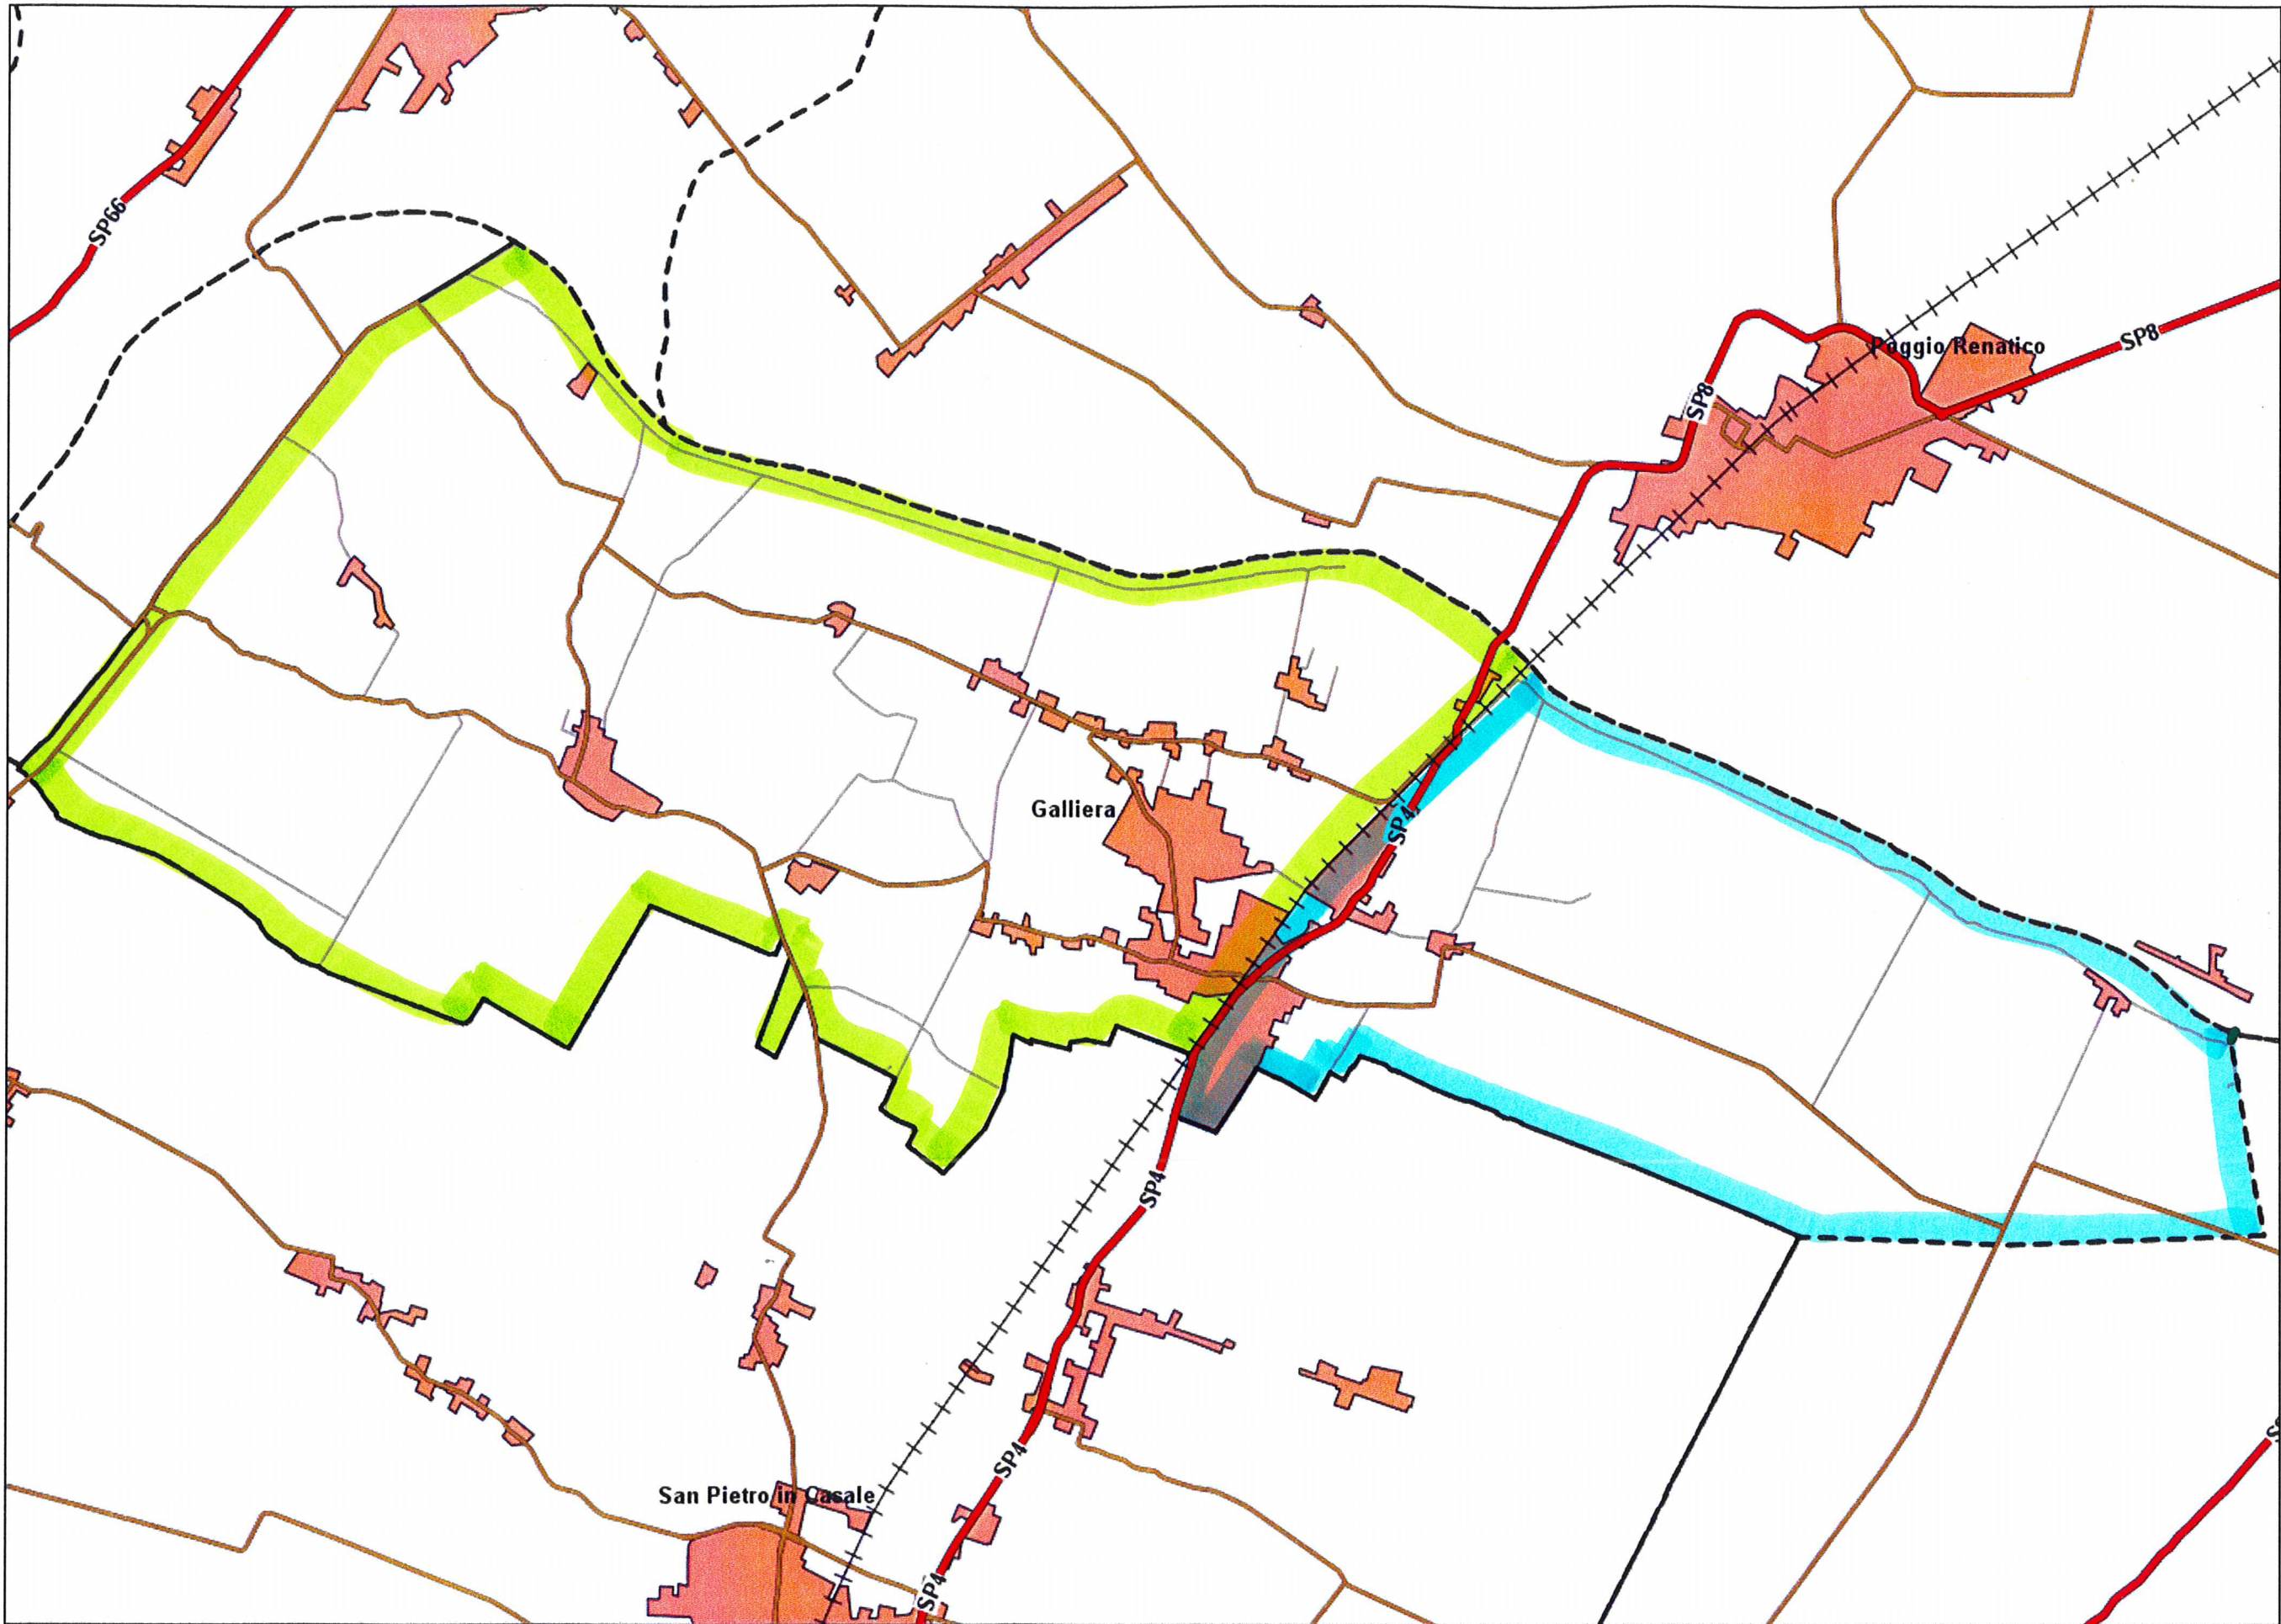 SP66
Poggio Renatico
SP8
SP8
Galliera
SP4
SP4
SP4
San Pietro in Casale
SP4